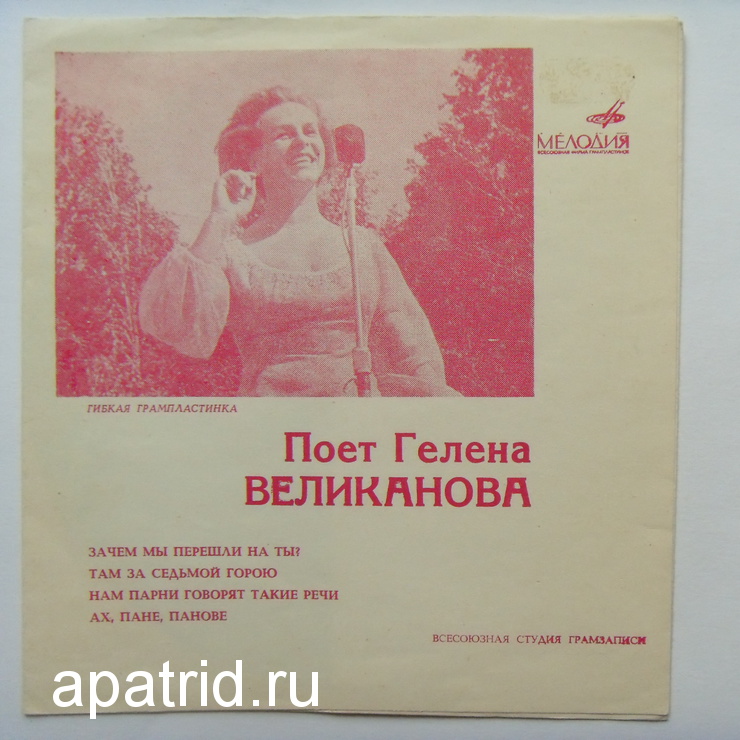 МЕЛОДИЯ
ВСЕСОЮЗНАЯ ФИРМА ГРАМПЛАСТИНОК
ГИБКАЯ ГРАМПЛАСТИНКА
Поет Гелена
ВЕЛИКАНОВА
ЗАЧЕМ МЫ ПЕРЕШЛИ НА ТЫ?
ТАМ ЗА СЕДЬМОЙ ГОРОЮ
НАМ ПАРНИ ГОВОРЯТ ТАКИЕ РЕЧИ
АХ, ПАНЕ, ПАНОВЕ
ВСЕСОЮЗНАЯ СТУДИЯ ГРАМЗАПИСИ
apatrid.ru